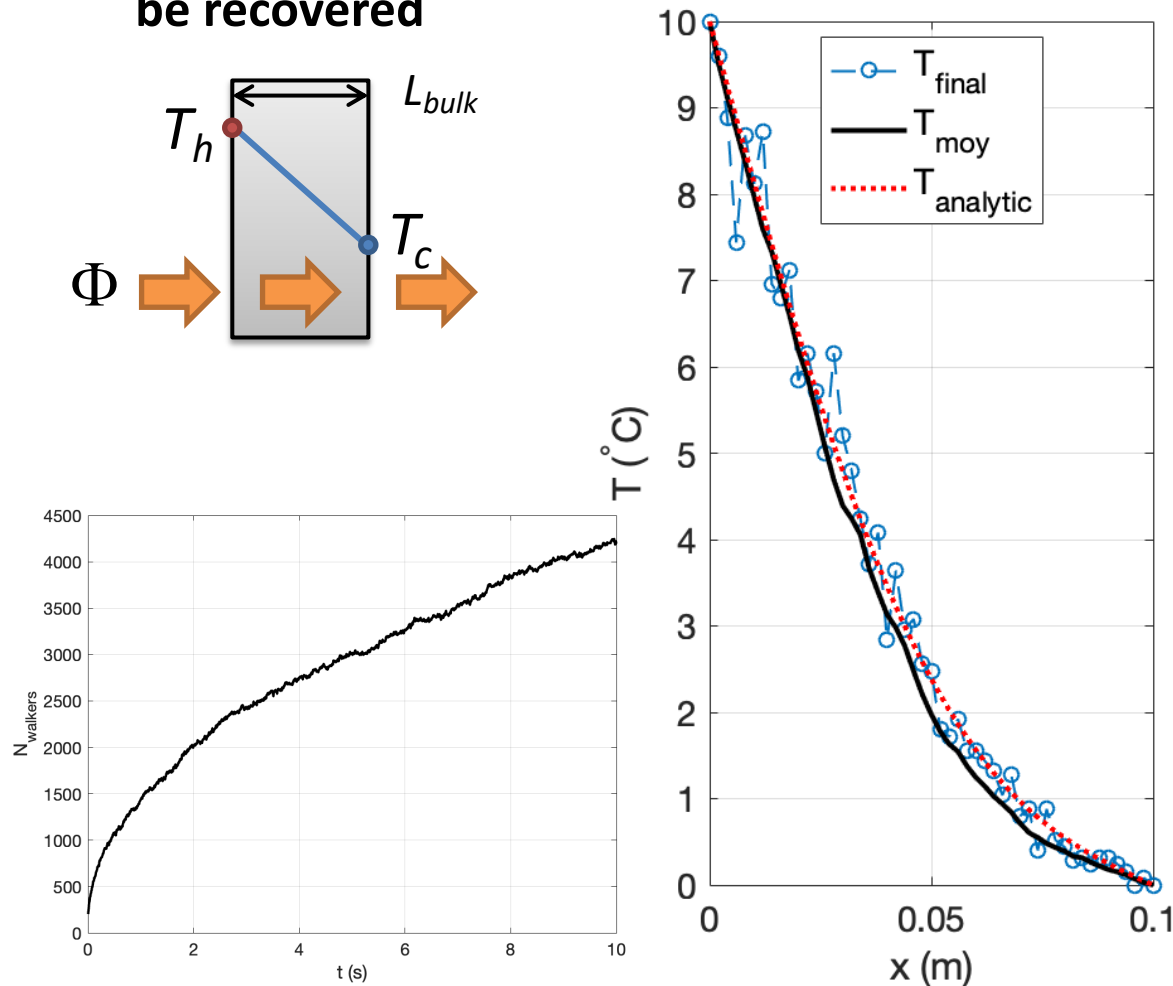 be recovered
L_bulk
T_h
T_c
Φ
4500
4000
3500
3000
2500
2000
1500
1000
500
0
N_walkers
0 2 4 6 8 10
t (s)
10
9
8
7
6
5
4
3
2
1
0
T (°C)
T_final
T_moy
T_analytic
0 0.05 0.1
x (m)